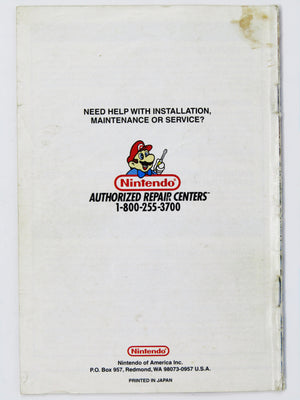 NEED HELP WITH INSTALLATION,
MAINTENANCE OR SERVICE?
Nintendo®
AUTHORIZED REPAIR CENTERS™
1-800-255-3700
Nintendo®
Nintendo of America Inc.
P.O. Box 957, Redmond, WA 98073-0957 U.S.A.
PRINTED IN JAPAN